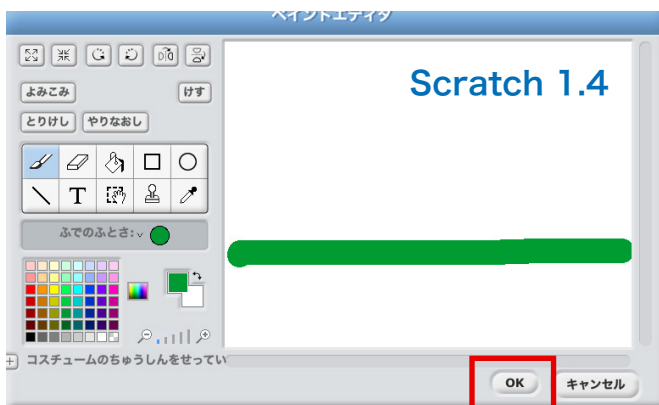 ペイントエディタ
Scratch 1.4
よみこみ けす
とりけし やりなおし
T
ふでのふとさ:
コスチュームのちゅうしんをせってい
OK キャンセル